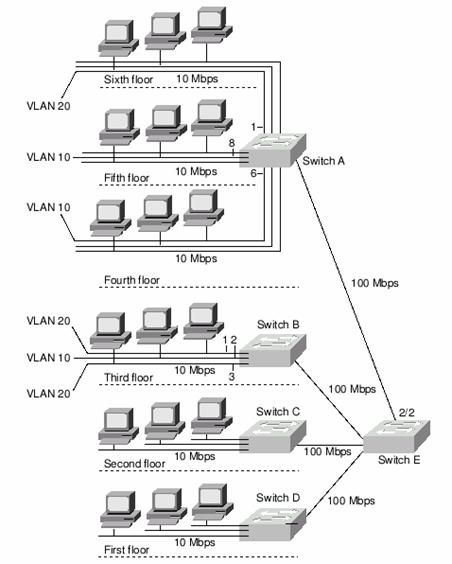 Sixth floor 10 Mbps
VLAN 20
1
8
VLAN 10
Switch A
10 Mbps
Fifth floor
6
VLAN 10
10 Mbps
Fourth floor
100 Mbps
VLAN 20
Switch B
1 2
VLAN 10
10 Mbps
Third floor
3
VLAN 20
100 Mbps
2/2
Switch C
10 Mbps
100 Mbps
Switch E
Second floor
Switch D
100 Mbps
10 Mbps
First floor